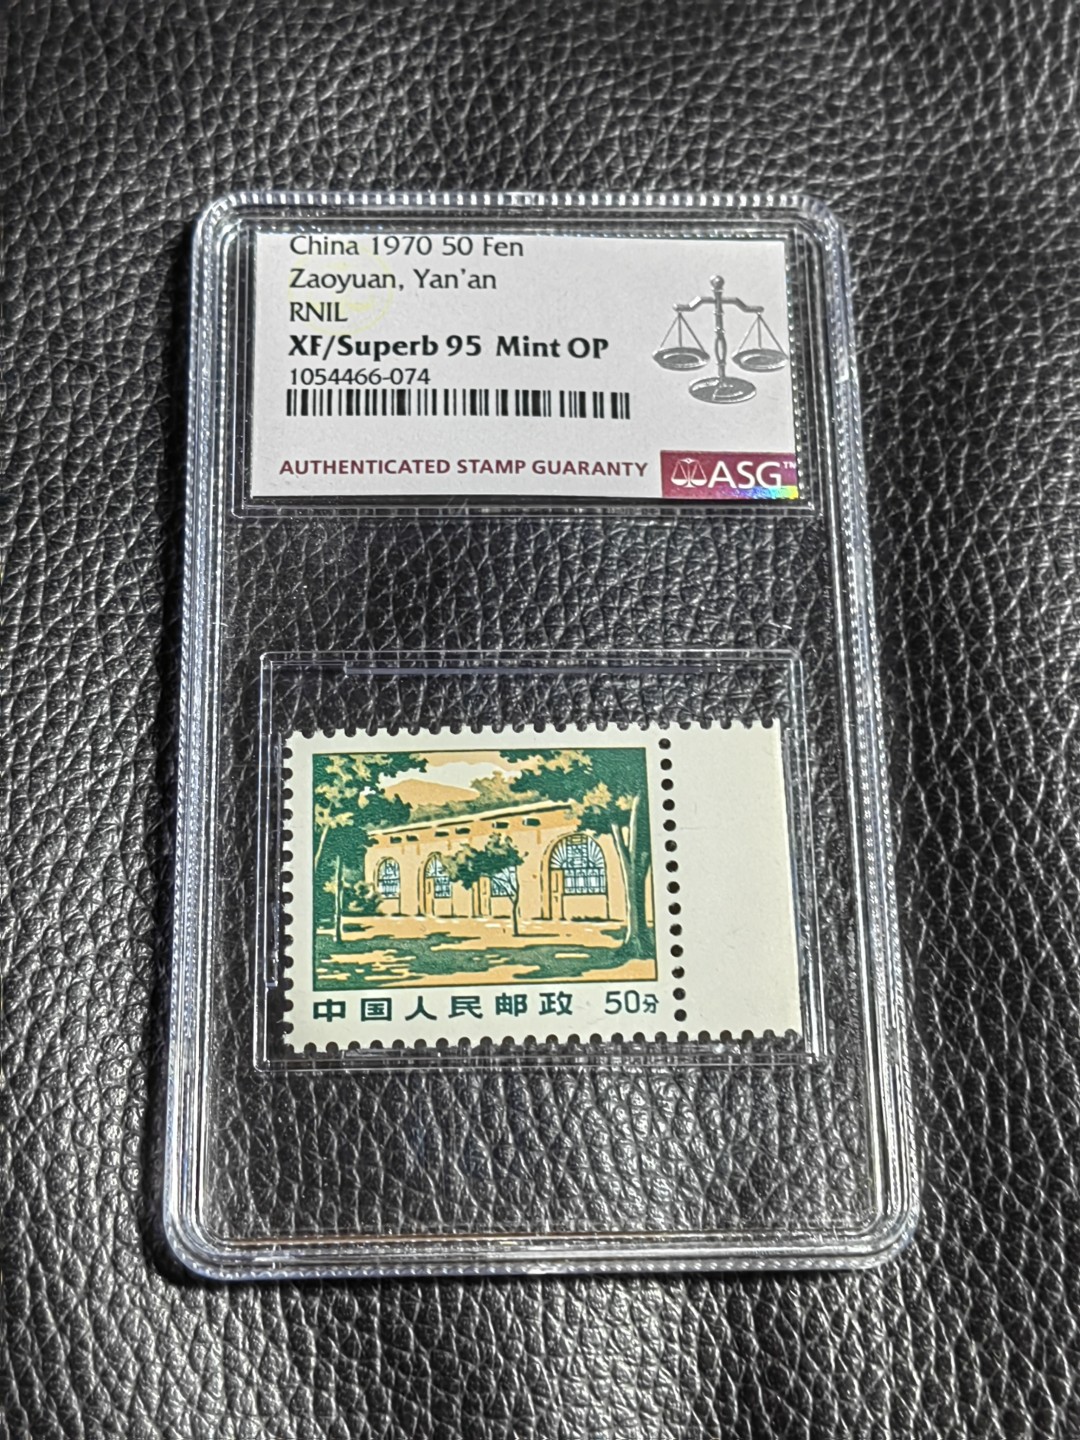 China 1970 50 Fen
Zaoyuan, Yan'an
RNIL
XF/Superb 95 Mint OP
1054466-074
AUTHENTICATED STAMP GUARANTY
ASG™
中国人民邮政 50分